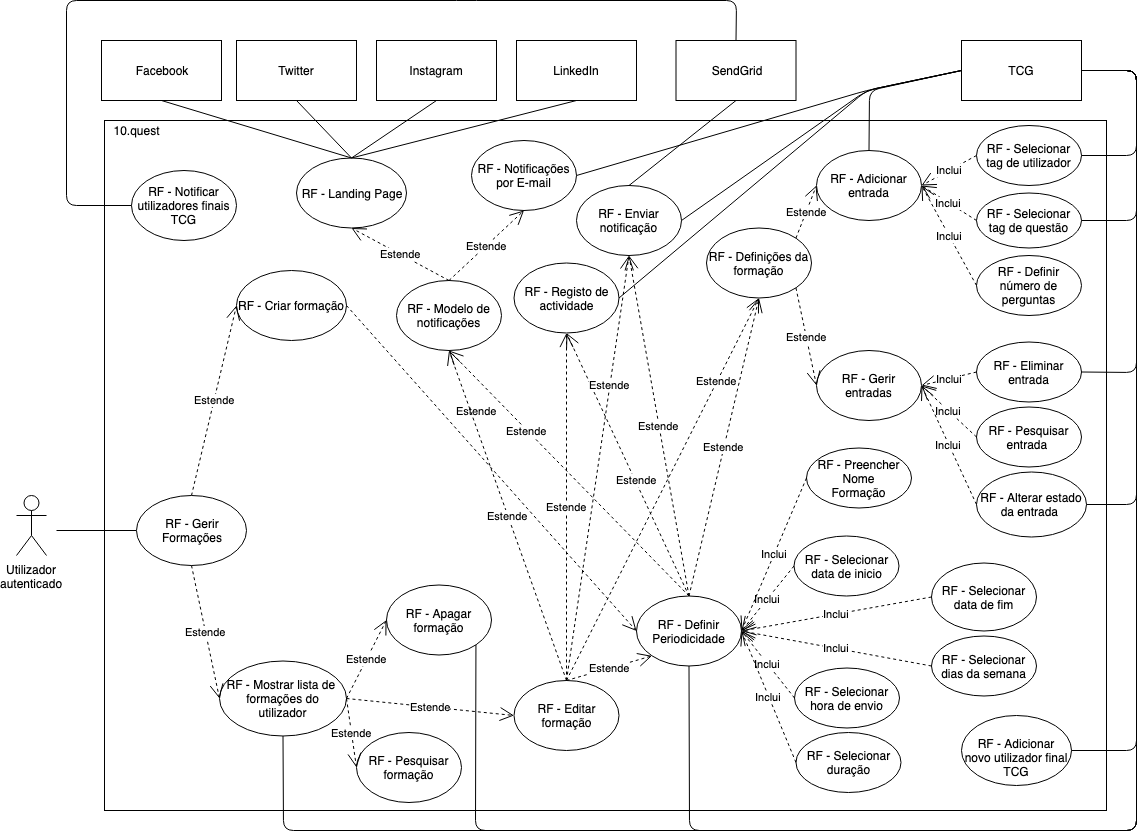 Facebook
Twitter
Instagram
LinkedIn
SendGrid
TCG
10.quest
RF - Notificar
utilizadores finais
TCG
RF - Landing Page
RF - Notificações
por E-mail
RF - Enviar
notificação
RF - Adicionar
entrada
RF - Selecionar
tag de utilizador
Inclui
RF - Selecionar
tag de questão
Inclui
RF - Definir
número de
perguntas
Inclui
Estende
Estende
Estende
RF - Definições da
formação
RF - Criar formação
RF - Modelo de
notificações
RF - Registo de
actividade
Estende
RF - Gerir
entradas
RF - Eliminar
entrada
Inclui
RF - Pesquisar
entrada
Inclui
RF - Alterar estado
da entrada
Inclui
Estende
Estende
Estende
Estende
Estende
Estende
Estende
Estende
Estende
Estende
RF - Preencher
Nome
Formação
Inclui
RF - Gerir
Formações
Utilizador
autenticado
RF - Selecionar
data de inicio
Inclui
RF - Selecionar
data de fim
Inclui
RF - Definir
Periodicidade
RF - Apagar
formação
Estende
Estende
Estende
RF - Selecionar
dias da semana
Inclui
RF - Mostrar lista de
formações do
utilizador
RF - Selecionar
hora de envio
Inclui
Estende
RF - Editar
formação
Inclui
Estende
RF - Pesquisar
formação
RF - Selecionar
duração
RF - Adicionar
novo utilizador final
TCG